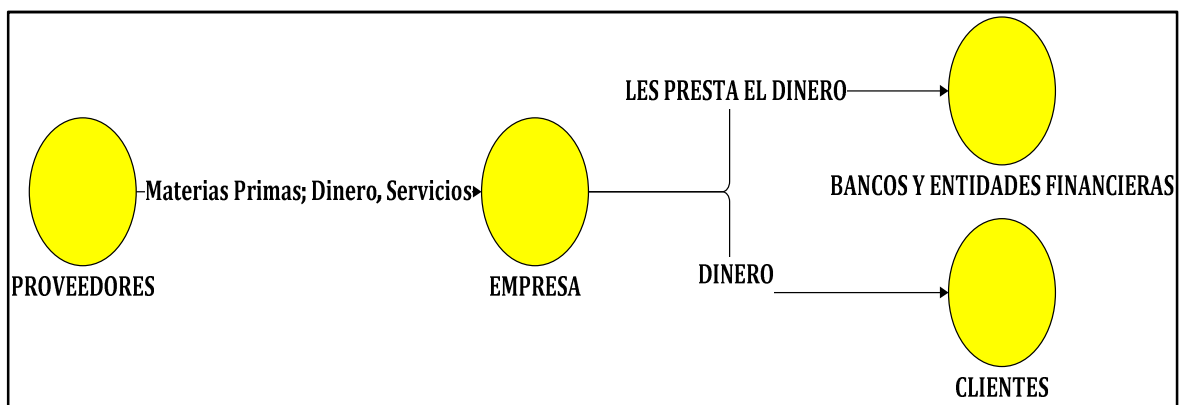 LES PRESTA EL DINERO
Materias Primas; Dinero, Servicios
BANCOS Y ENTIDADES FINANCIERAS
PROVEEDORES
EMPRESA
DINERO
CLIENTES